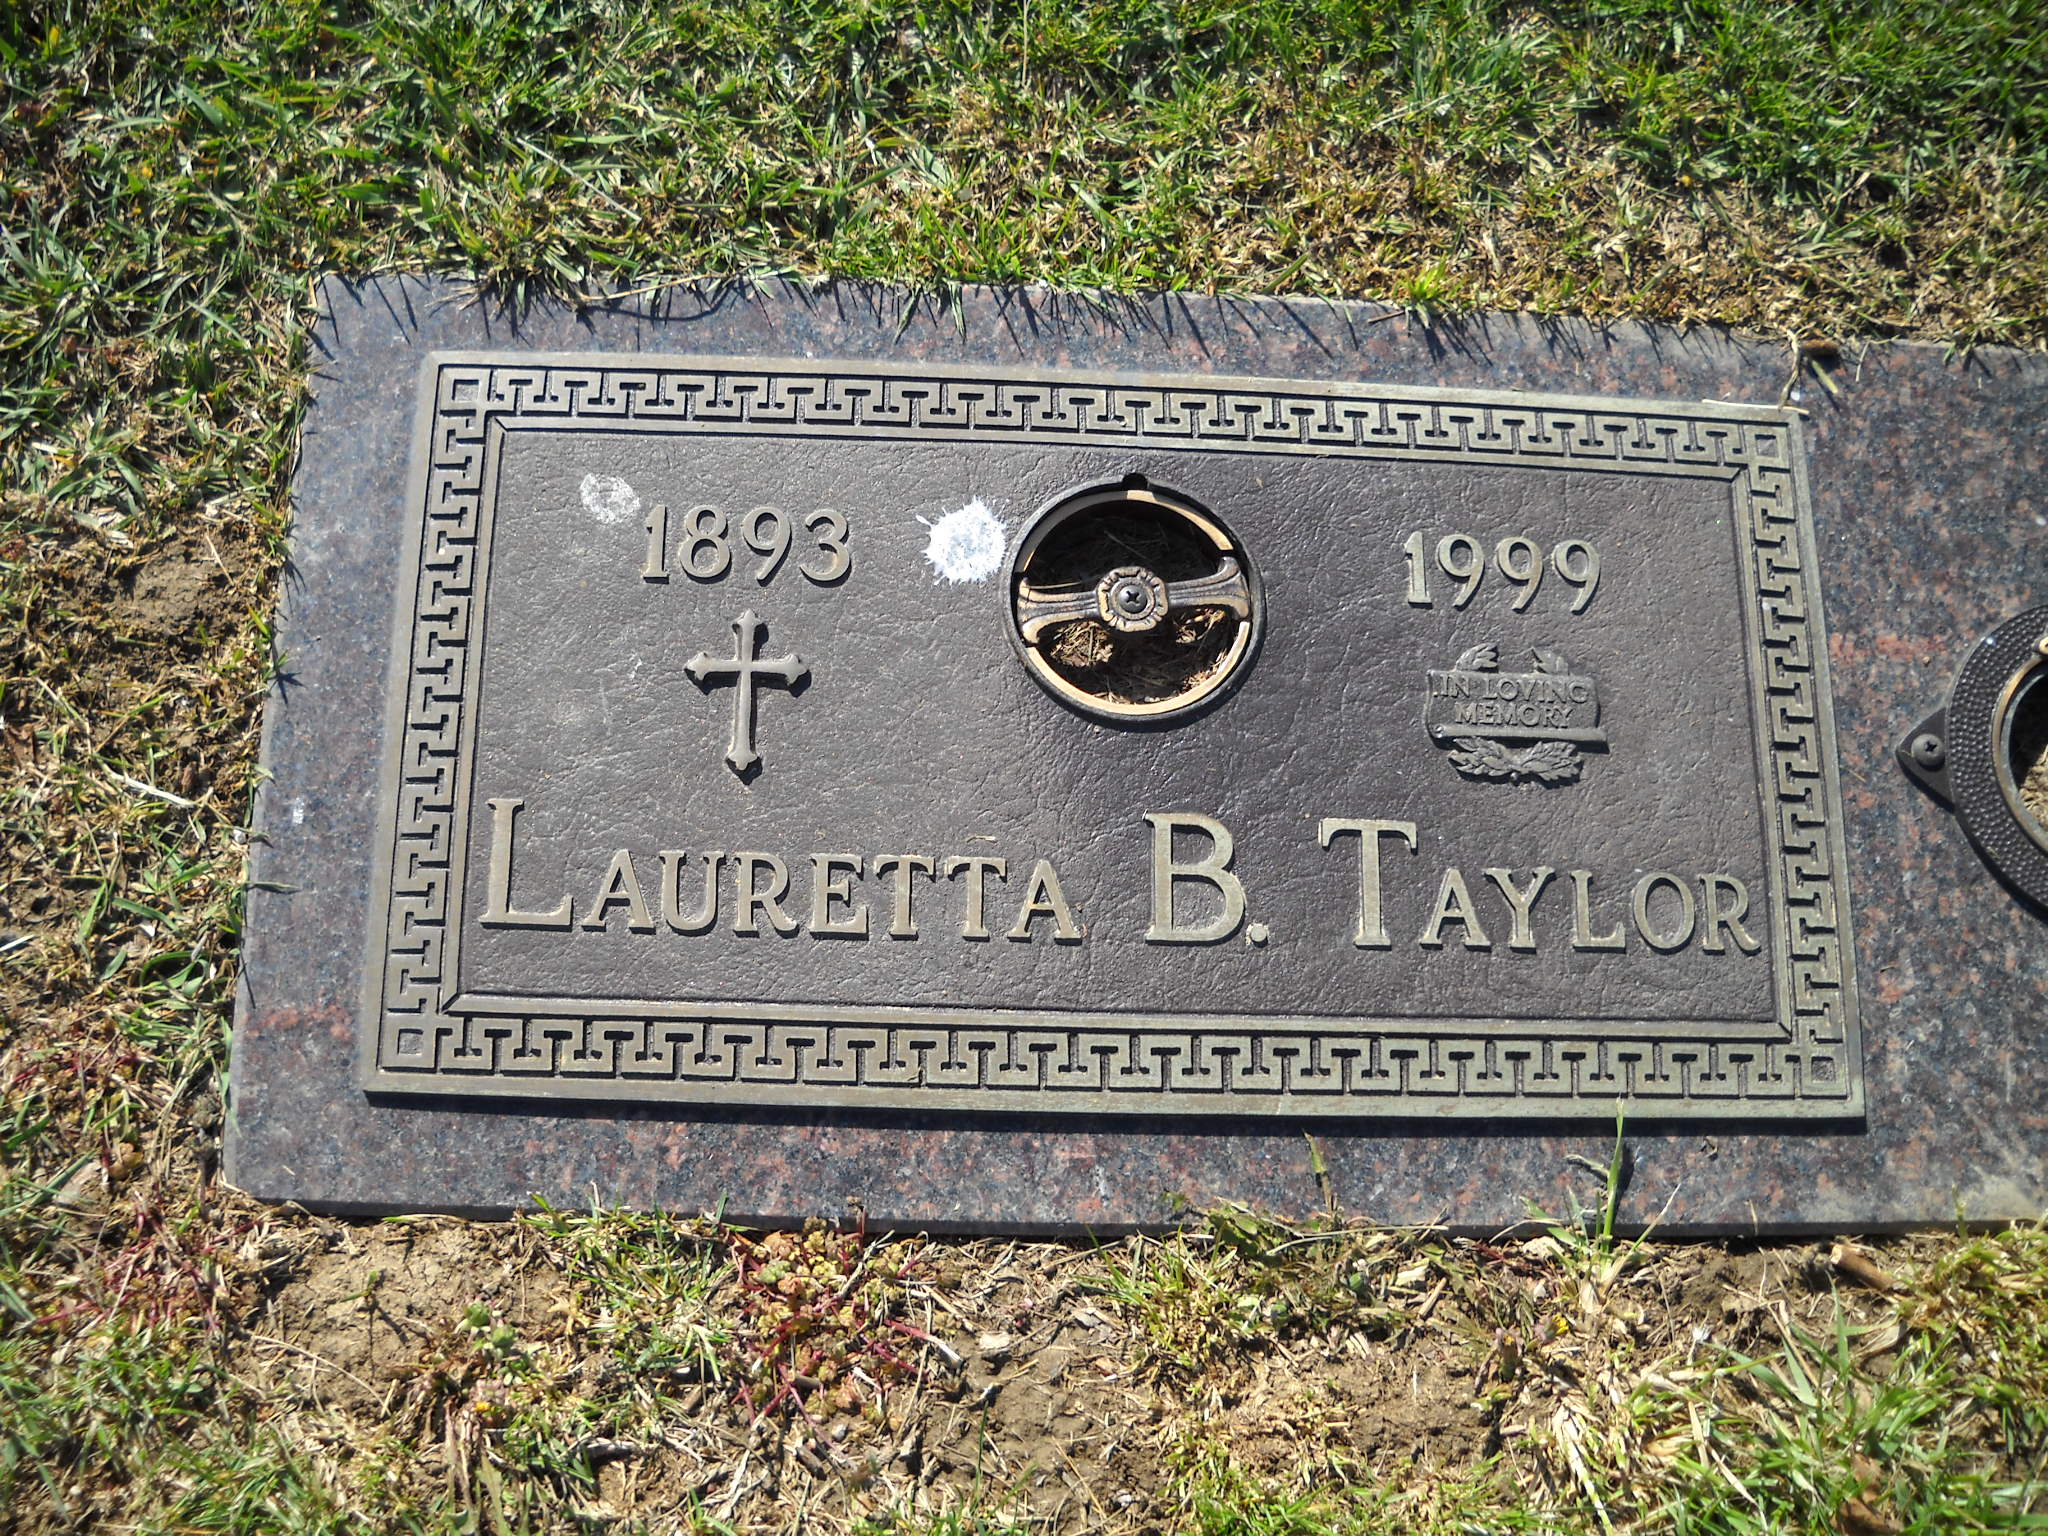 1893 1999
IN LOVING
MEMORY
LAURETTA B. TAYLOR